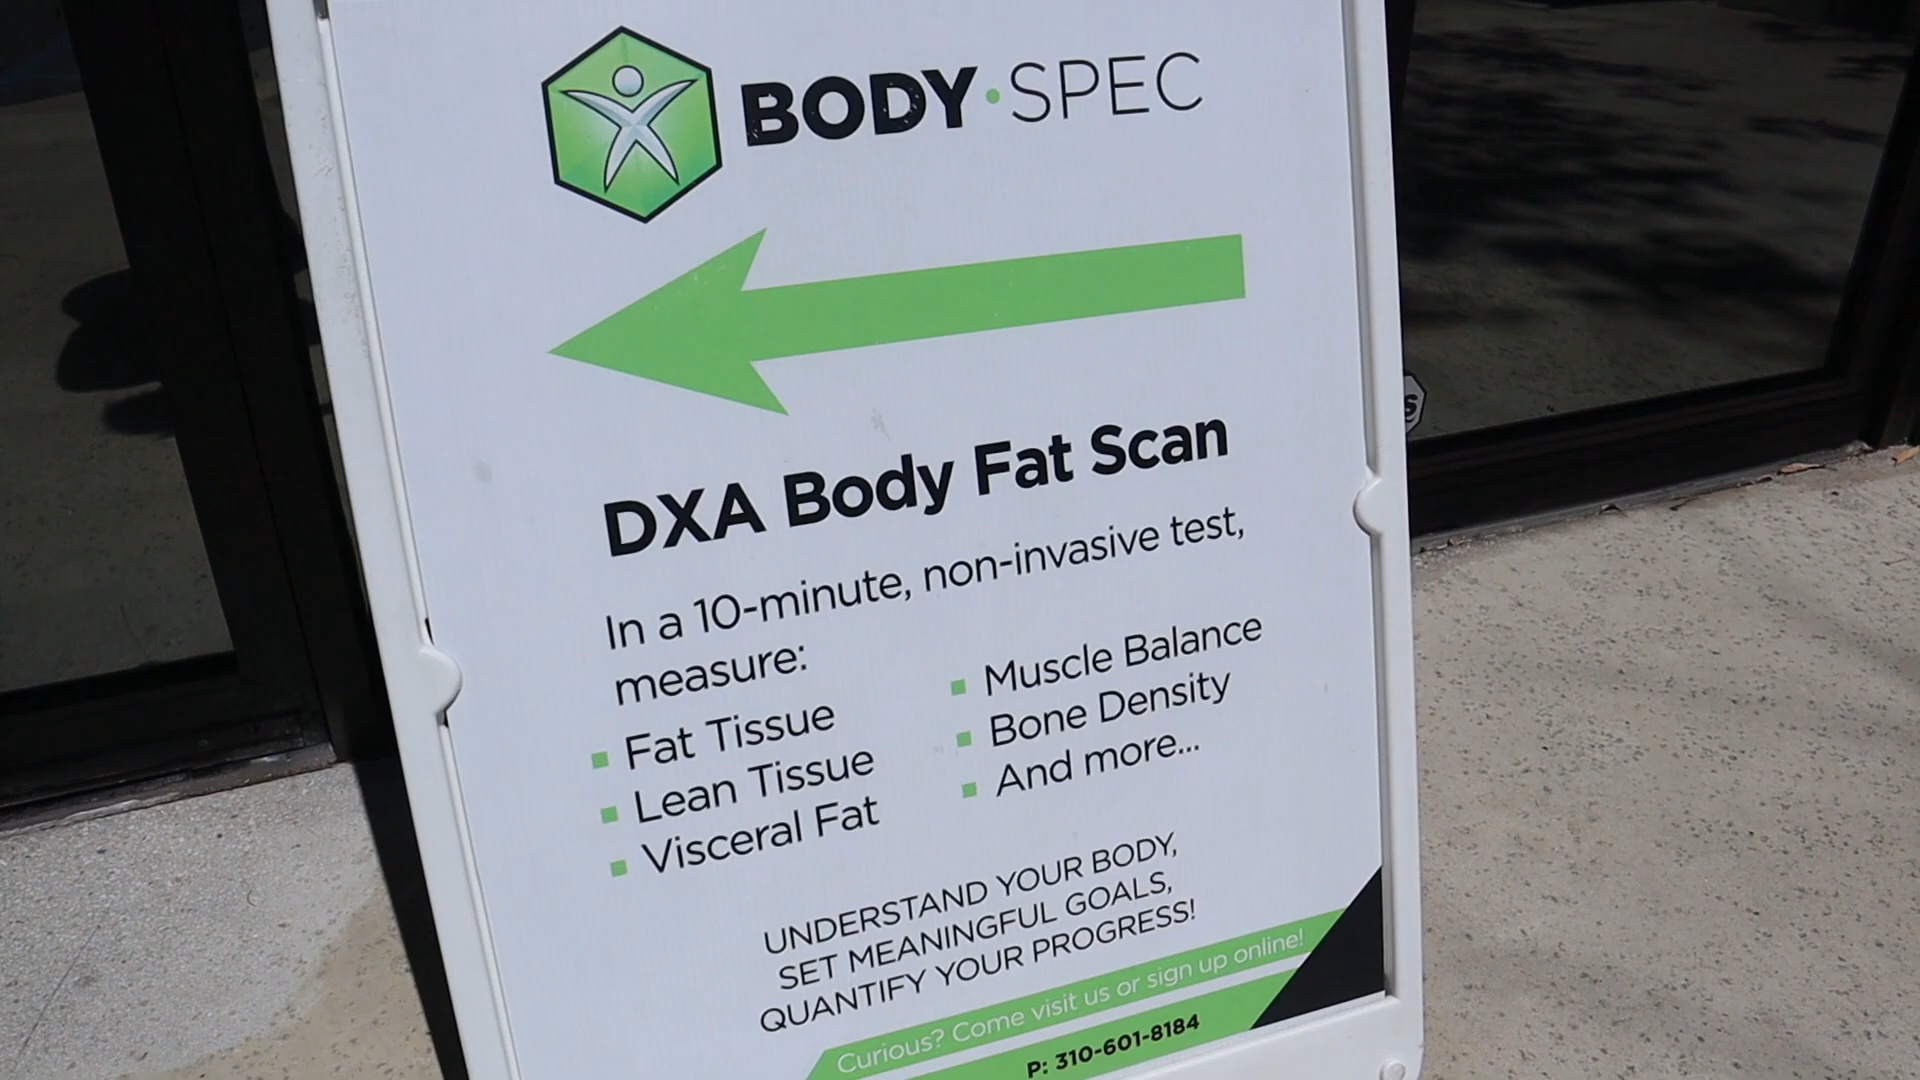 BODY•SPEC
DXA Body Fat Scan
In a 10-minute, non-invasive test,
measure:
▪ Fat Tissue
▪ Lean Tissue
▪ Visceral Fat
▪ Muscle Balance
▪ Bone Density
▪ And more...
UNDERSTAND YOUR BODY,
SET MEANINGFUL GOALS,
QUANTIFY YOUR PROGRESS!
Curious? Come visit us or sign up online!
P: 310-601-8184